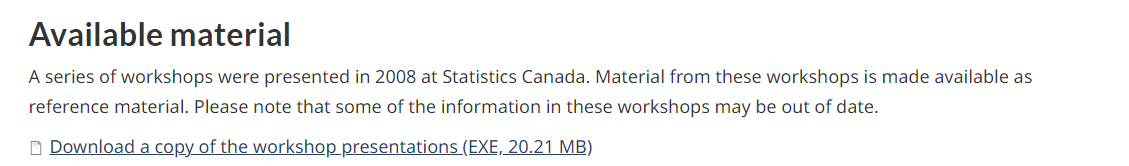 Available material
A series of workshops were presented in 2008 at Statistics Canada. Material from these workshops is made available as
reference material. Please note that some of the information in these workshops may be out of date.
Download a copy of the workshop presentations (EXE, 20.21 MB)